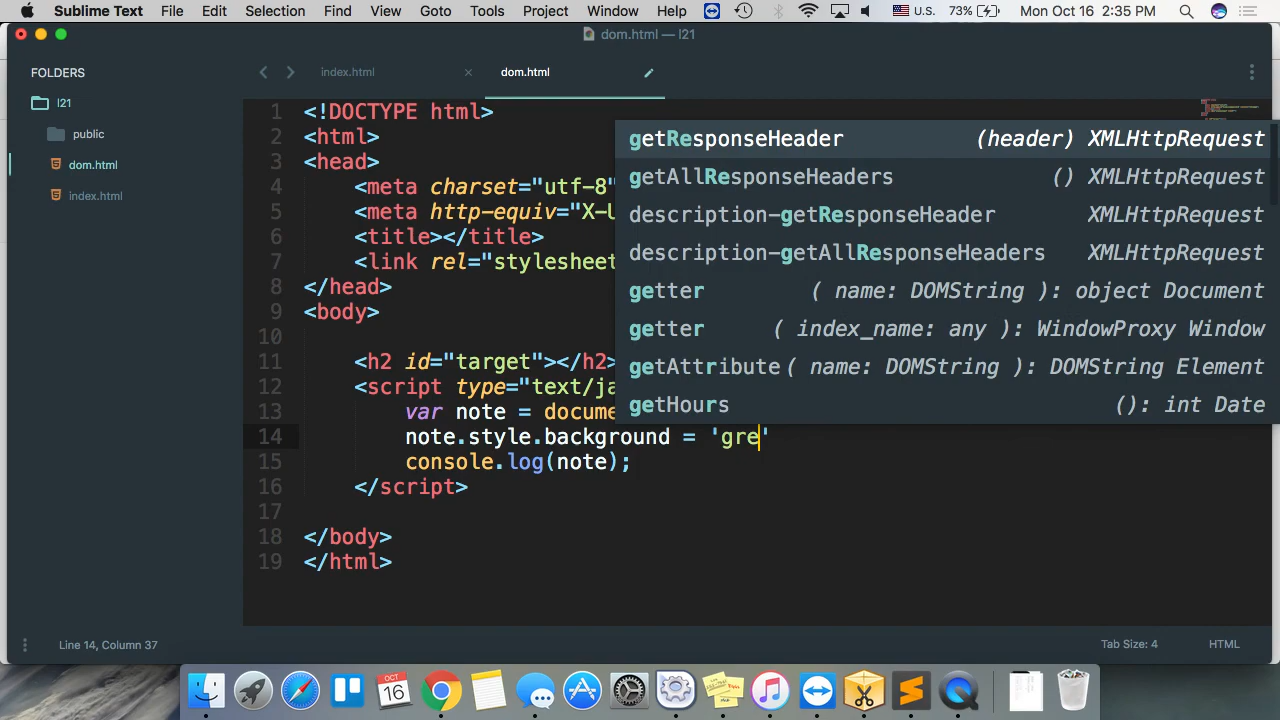 Sublime Text File Edit Selection Find View Goto Tools Project Window Help U.S. 73% Mon Oct 16 2:35 PM
dom.html — l21
FOLDERS
l21
public
dom.html
index.html
index.html
dom.html
1 <!DOCTYPE html>
2 <html>
3 <head>
4 <meta charset="utf-8"
5 <meta http-equiv="X-U
6 <title></title>
7 <link rel="stylesheet
8 </head>
9 <body>
10
11 <h2 id="target"></h2>
12 <script type="text/ja
13 var note = docume
14 note.style.background = 'gre'
15 console.log(note);
16 </script>
17
18 </body>
19 </html>
getResponseHeader (header) XMLHttpRequest
getAllResponseHeaders () XMLHttpRequest
description-getResponseHeader XMLHttpRequest
description-getAllResponseHeaders XMLHttpRequest
getter ( name: DOMString ): object Document
getter ( index_name: any ): WindowProxy Window
getAttribute ( name: DOMString ): DOMString Element
getHours (): int Date
Line 14, Column 37
Tab Size: 4
HTML
OCT
16